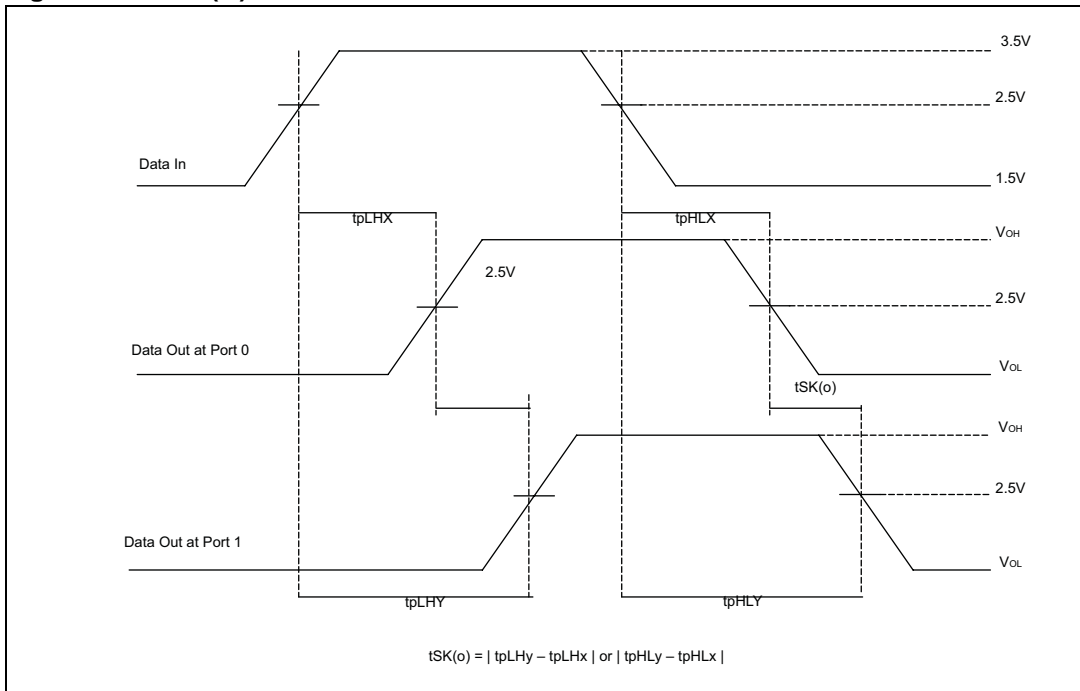 3.5V
2.5V
Data In
1.5V
tpLHX
tpHLX
VOH
2.5V
2.5V
Data Out at Port 0
VOL
tSK(o)
VOH
2.5V
Data Out at Port 1
VOL
tpLHY
tpHLY
tSK(o) = | tpLHy – tpLHx | or | tpHLy – tpHLx |